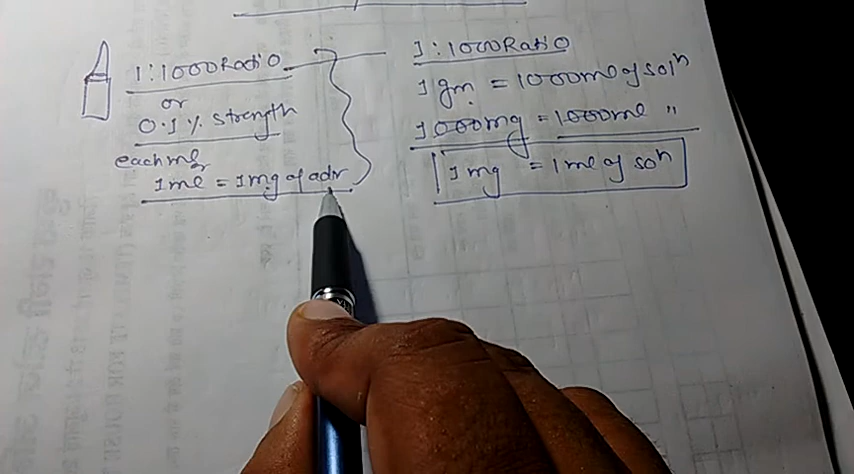 1:1000 Ratio
or
0.1% strength
each ml
1ml = 1mg of adr
1:1000 Ratio
1gm = 1000ml of solⁿ
1000mg = 1000ml "
1mg = 1ml of solⁿ